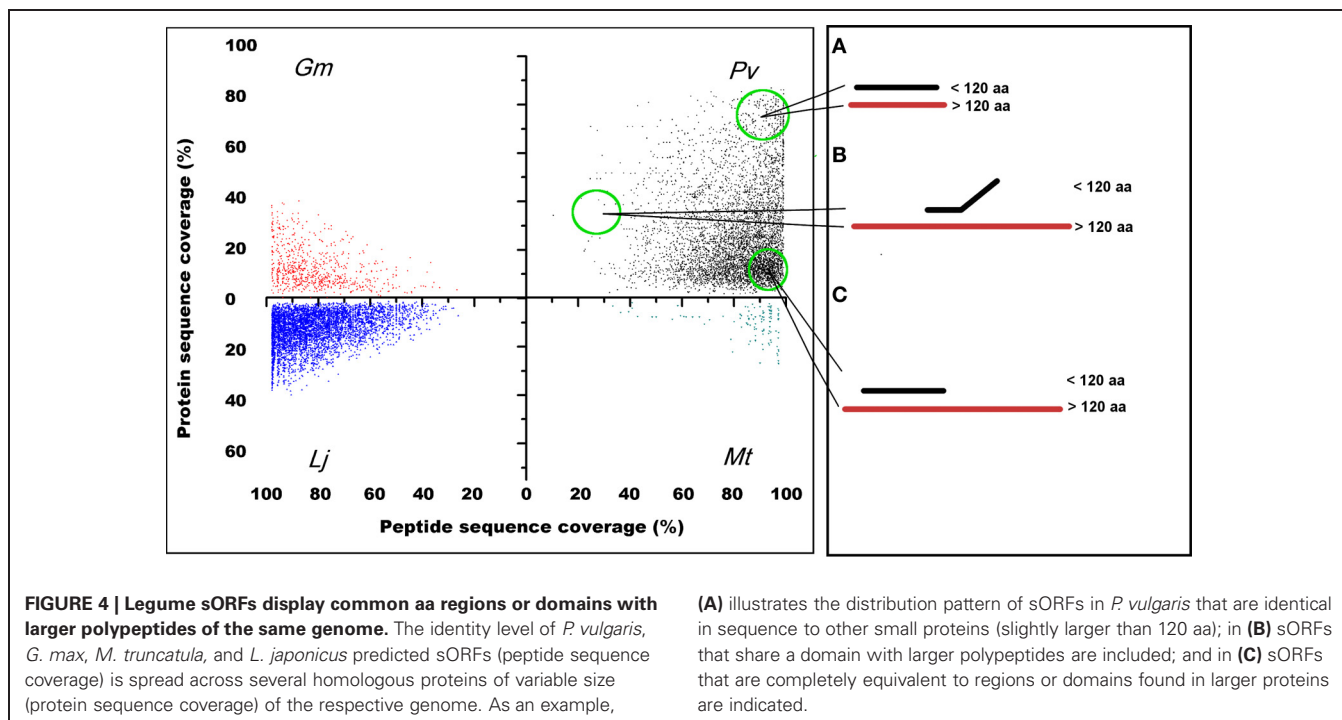 Gm
Pv
Lj
Mt
100
80
60
40
20
0
20
40
60
Protein sequence coverage (%)
100 80 60 40 20 0 20 40 60 80 100
Peptide sequence coverage (%)
A
< 120 aa
> 120 aa
B
< 120 aa
> 120 aa
C
< 120 aa
> 120 aa
FIGURE 4 | Legume sORFs display common aa regions or domains with
larger polypeptides of the same genome. The identity level of P. vulgaris,
G. max, M. truncatula, and L. japonicus predicted sORFs (peptide sequence
coverage) is spread across several homologous proteins of variable size
(protein sequence coverage) of the respective genome. As an example,
(A) illustrates the distribution pattern of sORFs in P. vulgaris that are identical
in sequence to other small proteins (slightly larger than 120 aa); in (B) sORFs
that share a domain with larger polypeptides are included; and in (C) sORFs
that are completely equivalent to regions or domains found in larger proteins
are indicated.